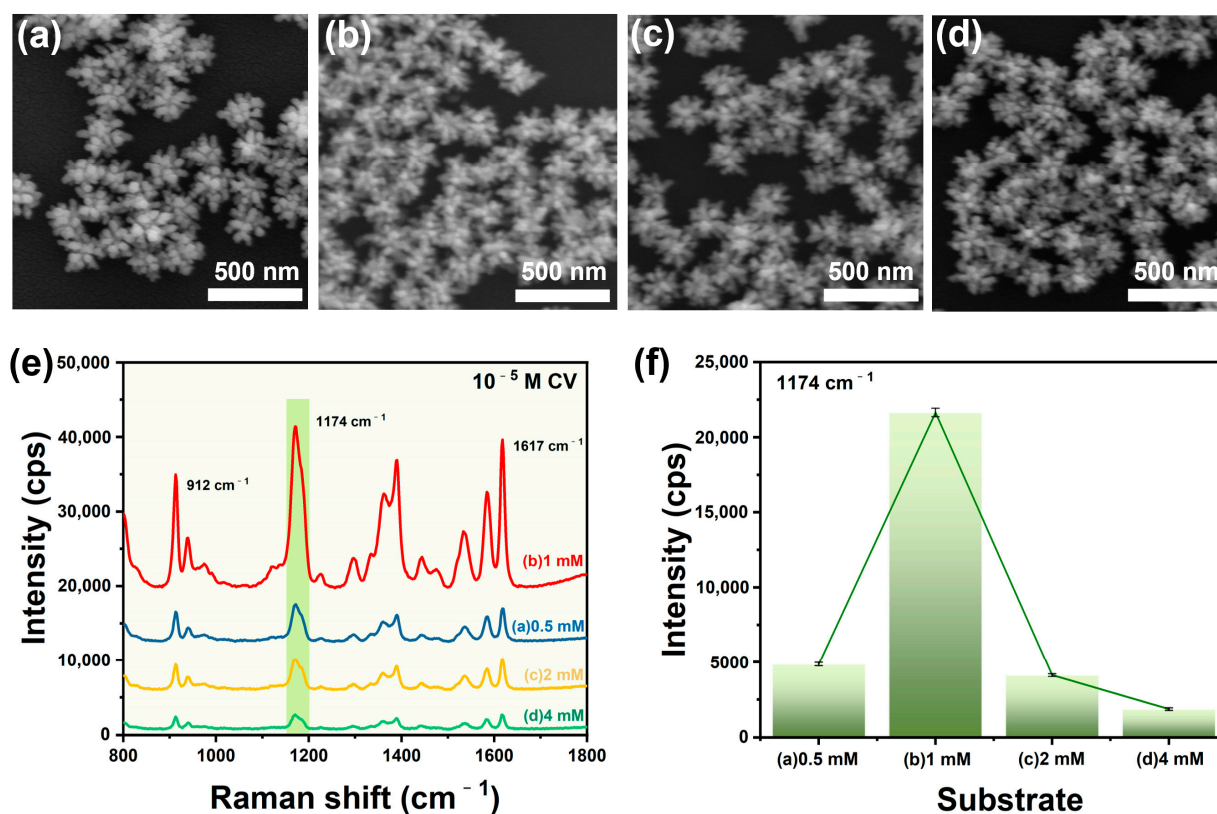 (a)
500 nm
(b)
500 nm
(c)
500 nm
(d)
500 nm
(e)
50,000
40,000
30,000
20,000
10,000
0
Intensity (cps)
10⁻⁵ M CV
1174 cm⁻¹
1617 cm⁻¹
912 cm⁻¹
(b)1 mM
(a)0.5 mM
(c)2 mM
(d)4 mM
800 1000 1200 1400 1600 1800
Raman shift (cm⁻¹)
(f)
25,000
20,000
15,000
10,000
5000
0
Intensity (cps)
1174 cm⁻¹
(a)0.5 mM (b)1 mM (c)2 mM (d)4 mM
Substrate